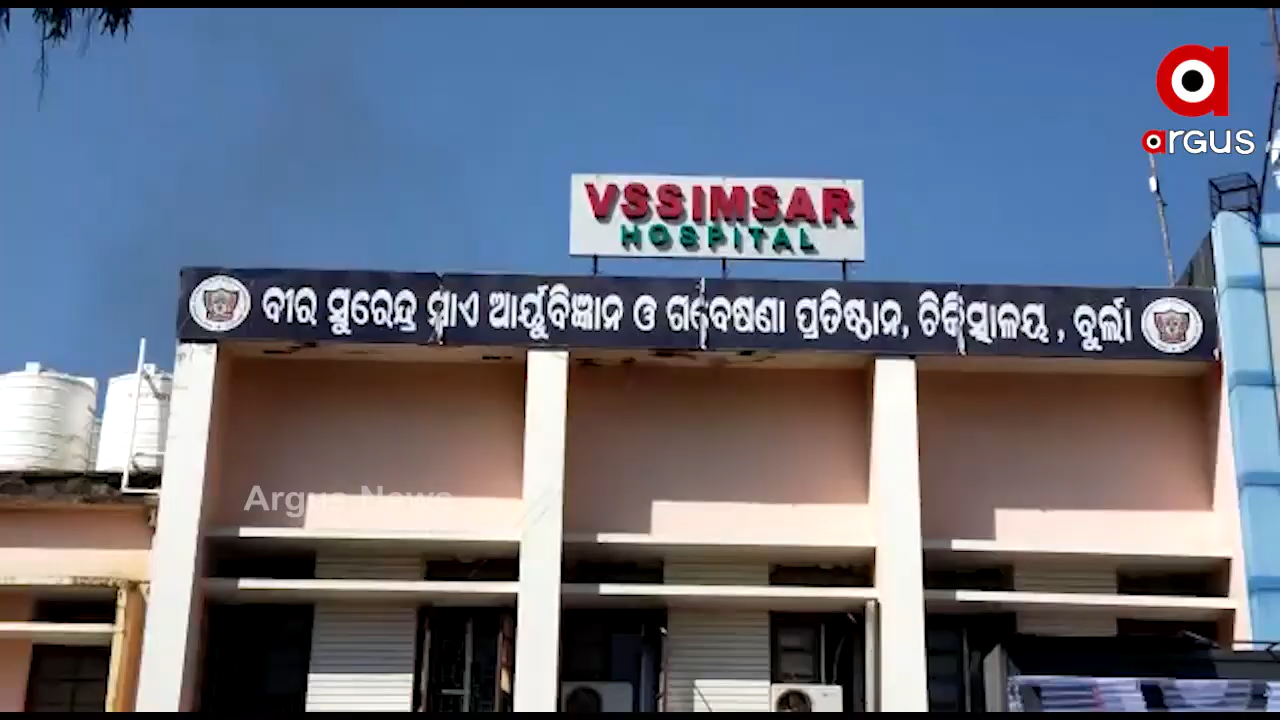 argus
VSSIMSAR
HOSPITAL
ବୀର ସୁରେନ୍ଦ୍ର ସାଏ ଆୟୁର୍ବିଜ୍ଞାନ ଓ ଗବେଷଣା ପ୍ରତିଷ୍ଠାନ, ଚିକିତ୍ସାଳୟ, ବୁର୍ଲା
Argus News